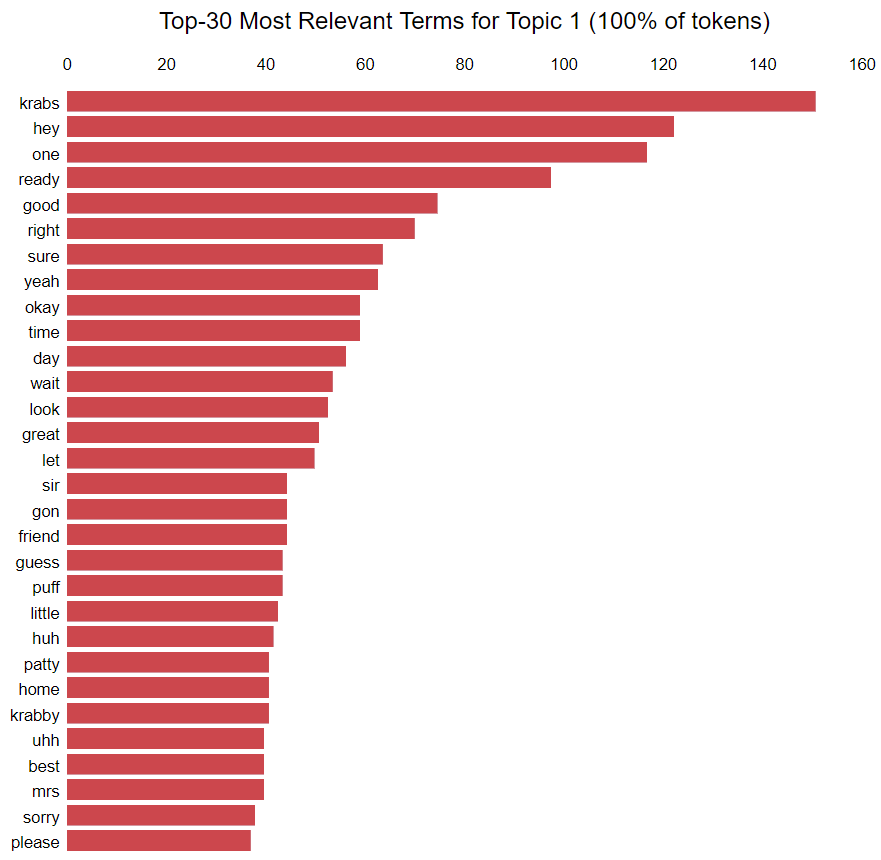 Top-30 Most Relevant Terms for Topic 1 (100% of tokens)
0 20 40 60 80 100 120 140 160
krabs
hey
one
ready
good
right
sure
yeah
okay
time
day
wait
look
great
let
sir
gon
friend
guess
puff
little
huh
patty
home
krabby
uhh
best
mrs
sorry
please